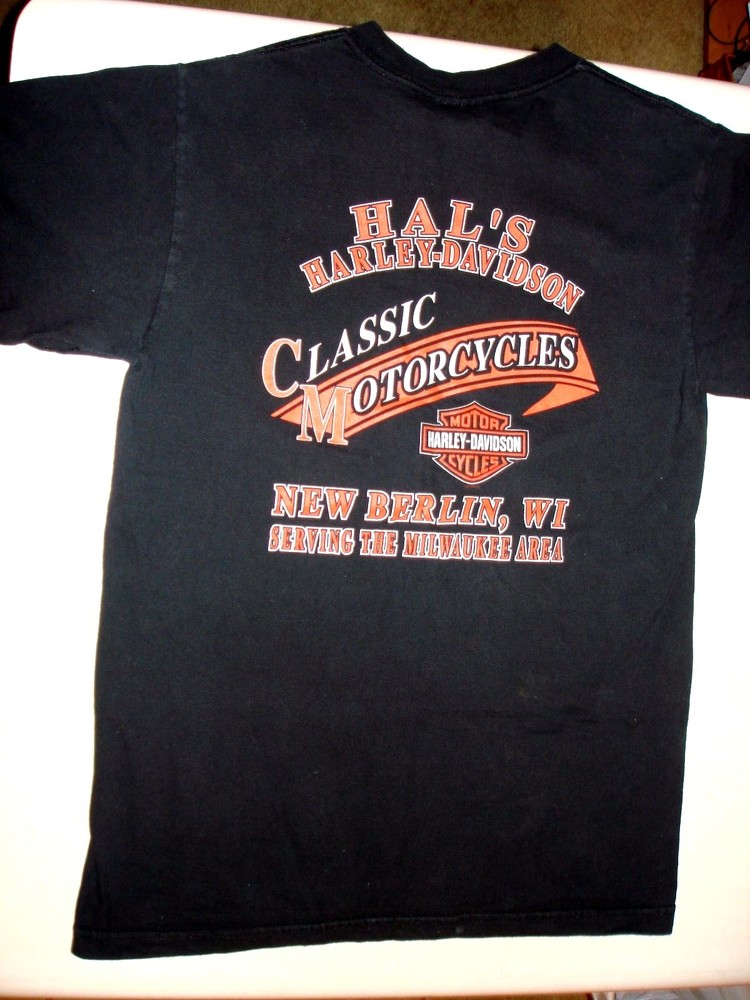 HAL'S
HARLEY-DAVIDSON
CLASSIC
MOTORCYCLES
MOTOR
HARLEY-DAVIDSON
CYCLES
NEW BERLIN, WI
SERVING THE MILWAUKEE AREA